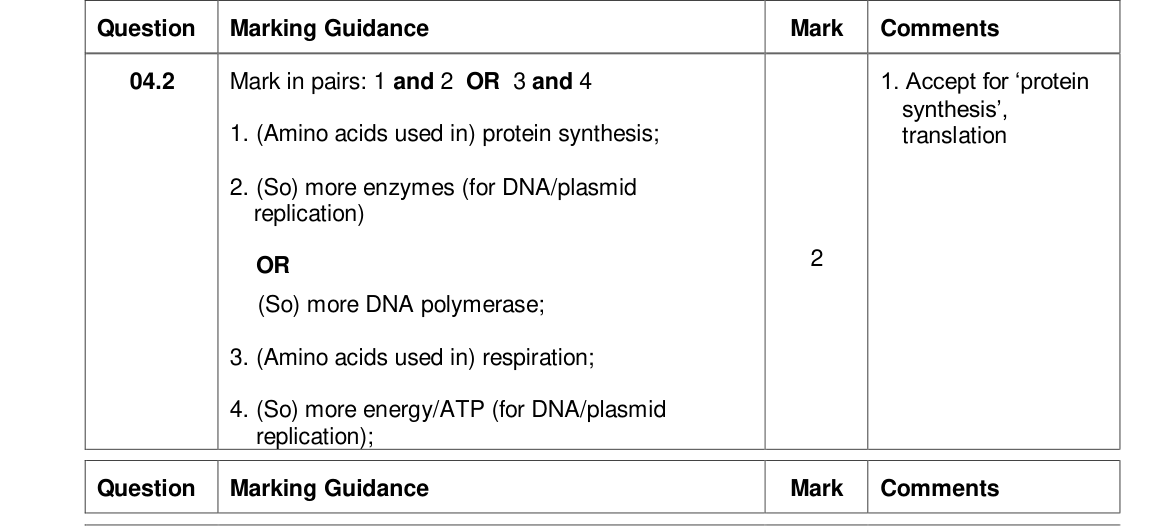 Question Marking Guidance Mark Comments
04.2 Mark in pairs: 1 and 2 OR 3 and 4
1. (Amino acids used in) protein synthesis;
2. (So) more enzymes (for DNA/plasmid
replication)
OR
(So) more DNA polymerase;
3. (Amino acids used in) respiration;
4. (So) more energy/ATP (for DNA/plasmid
replication);
2
1. Accept for ‘protein
synthesis’,
translation
Question Marking Guidance Mark Comments